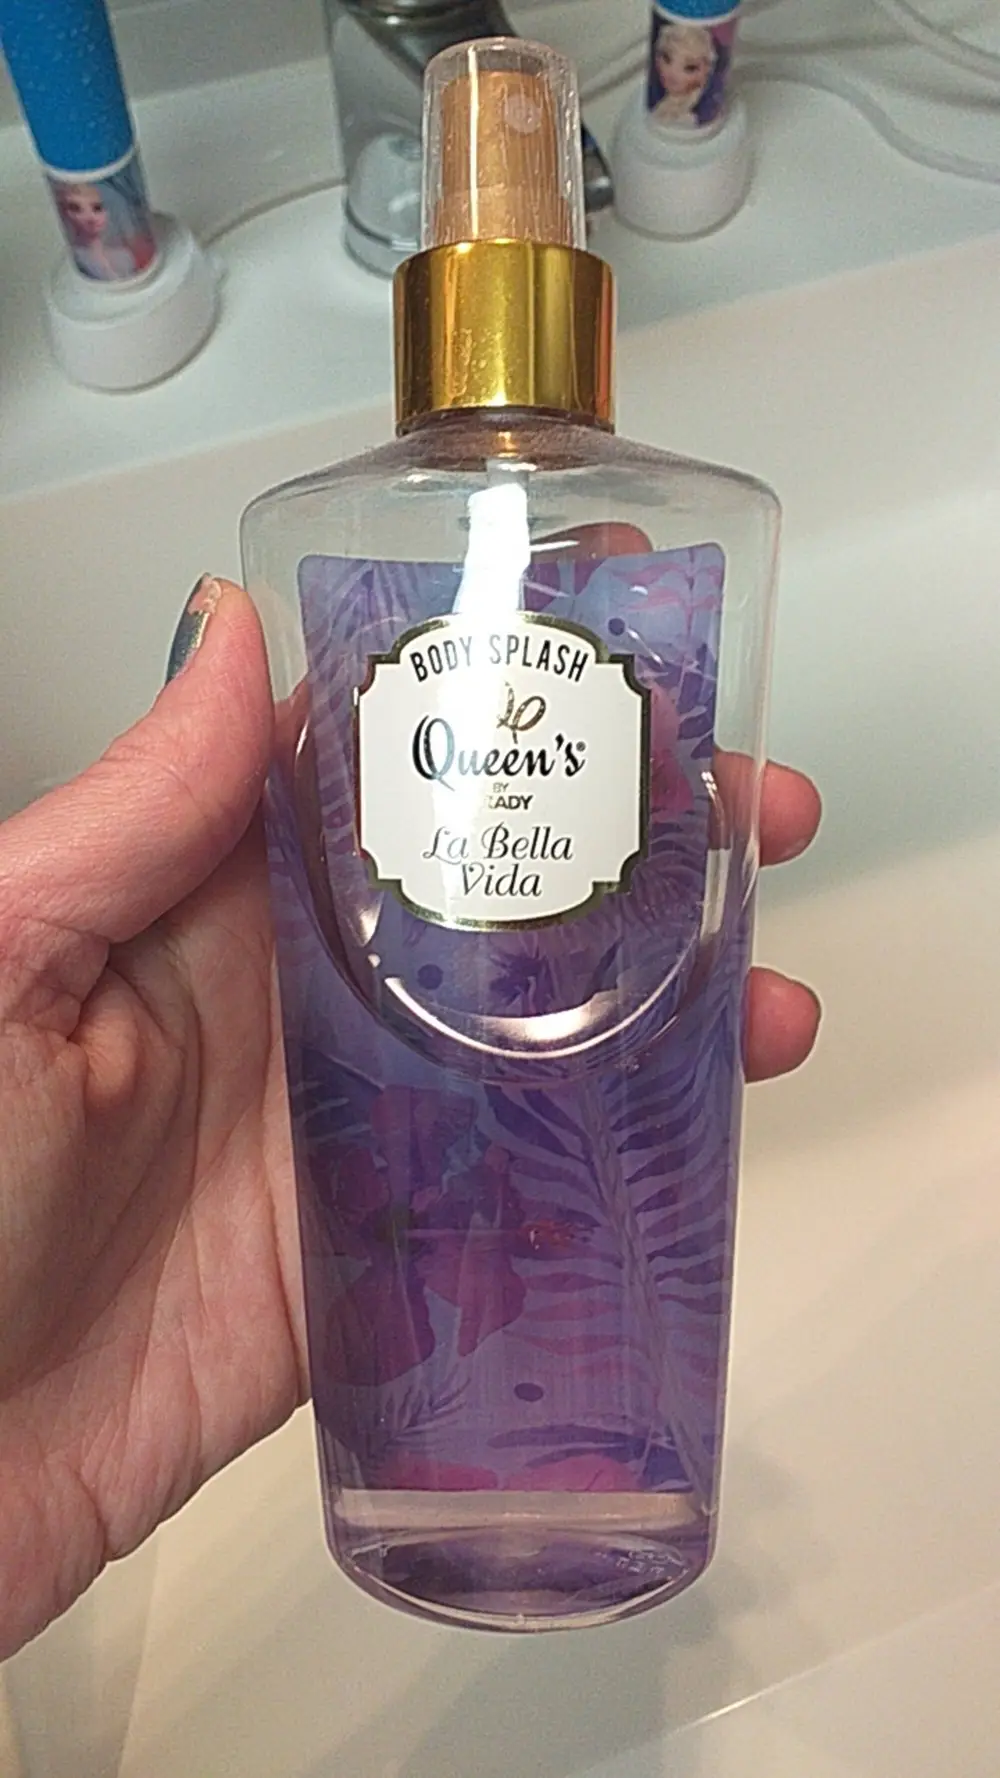 BODY SPLASH
Queen's®
BY
La Bella
Vida